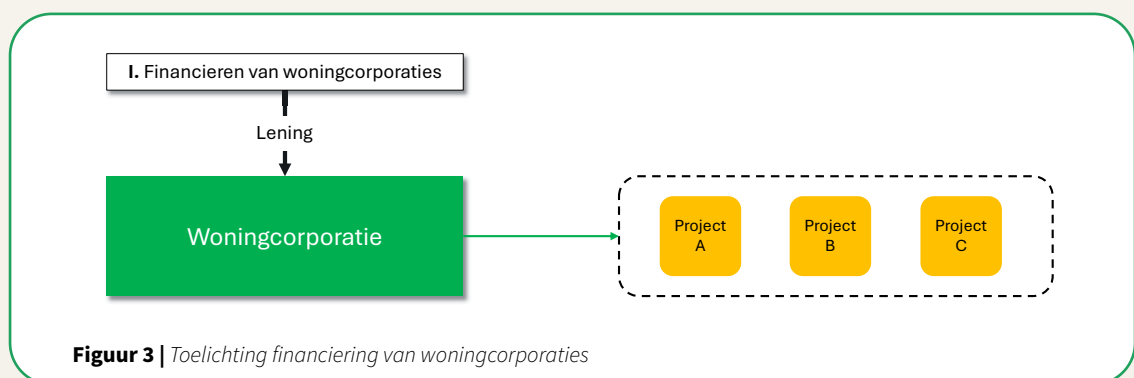 I. Financieren van woningcorporaties
Lening
Woningcorporatie
Project
A
Project
B
Project
C
Figuur 3 | Toelichting financiering van woningcorporaties